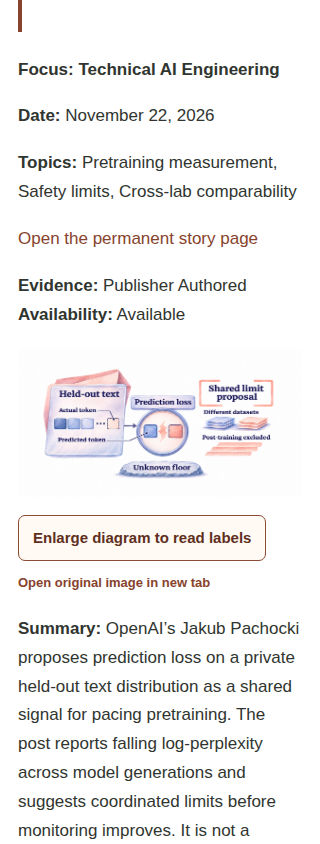 Focus: Technical AI Engineering
Date: November 22, 2026
Topics: Pretraining measurement,
Safety limits, Cross-lab comparability
Open the permanent story page
Evidence: Publisher Authored
Availability: Available
Held-out text
Actual token
Predicted token
Prediction loss
Unknown floor
Shared limit
proposal
Different datasets
Post-training excluded
Enlarge diagram to read labels
Open original image in new tab
Summary: OpenAI’s Jakub Pachocki
proposes prediction loss on a private
held-out text distribution as a shared
signal for pacing pretraining. The
post reports falling log-perplexity
across model generations and
suggests coordinated limits before
monitoring improves. It is not a